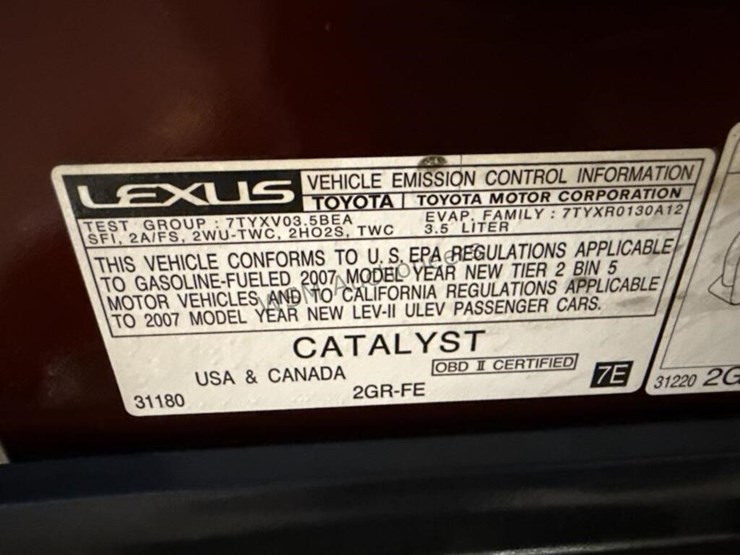 LEXUS VEHICLE EMISSION CONTROL INFORMATION
TOYOTA TOYOTA MOTOR CORPORATION
TEST GROUP : 7TYXV03.5BEA EVAP. FAMILY : 7TYXR0130A12
SFI, 2A/FS, 2WU-TWC, 2HO2S, TWC 3.5 LITER
THIS VEHICLE CONFORMS TO U.S. EPA REGULATIONS APPLICABLE
TO GASOLINE-FUELED 2007 MODEL YEAR NEW TIER 2 BIN 5
MOTOR VEHICLES AND TO CALIFORNIA REGULATIONS APPLICABLE
TO 2007 MODEL YEAR NEW LEV-II ULEV PASSENGER CARS.
CATALYST
USA & CANADA OBD II CERTIFIED 7E
31180 2GR-FE
31220 2G